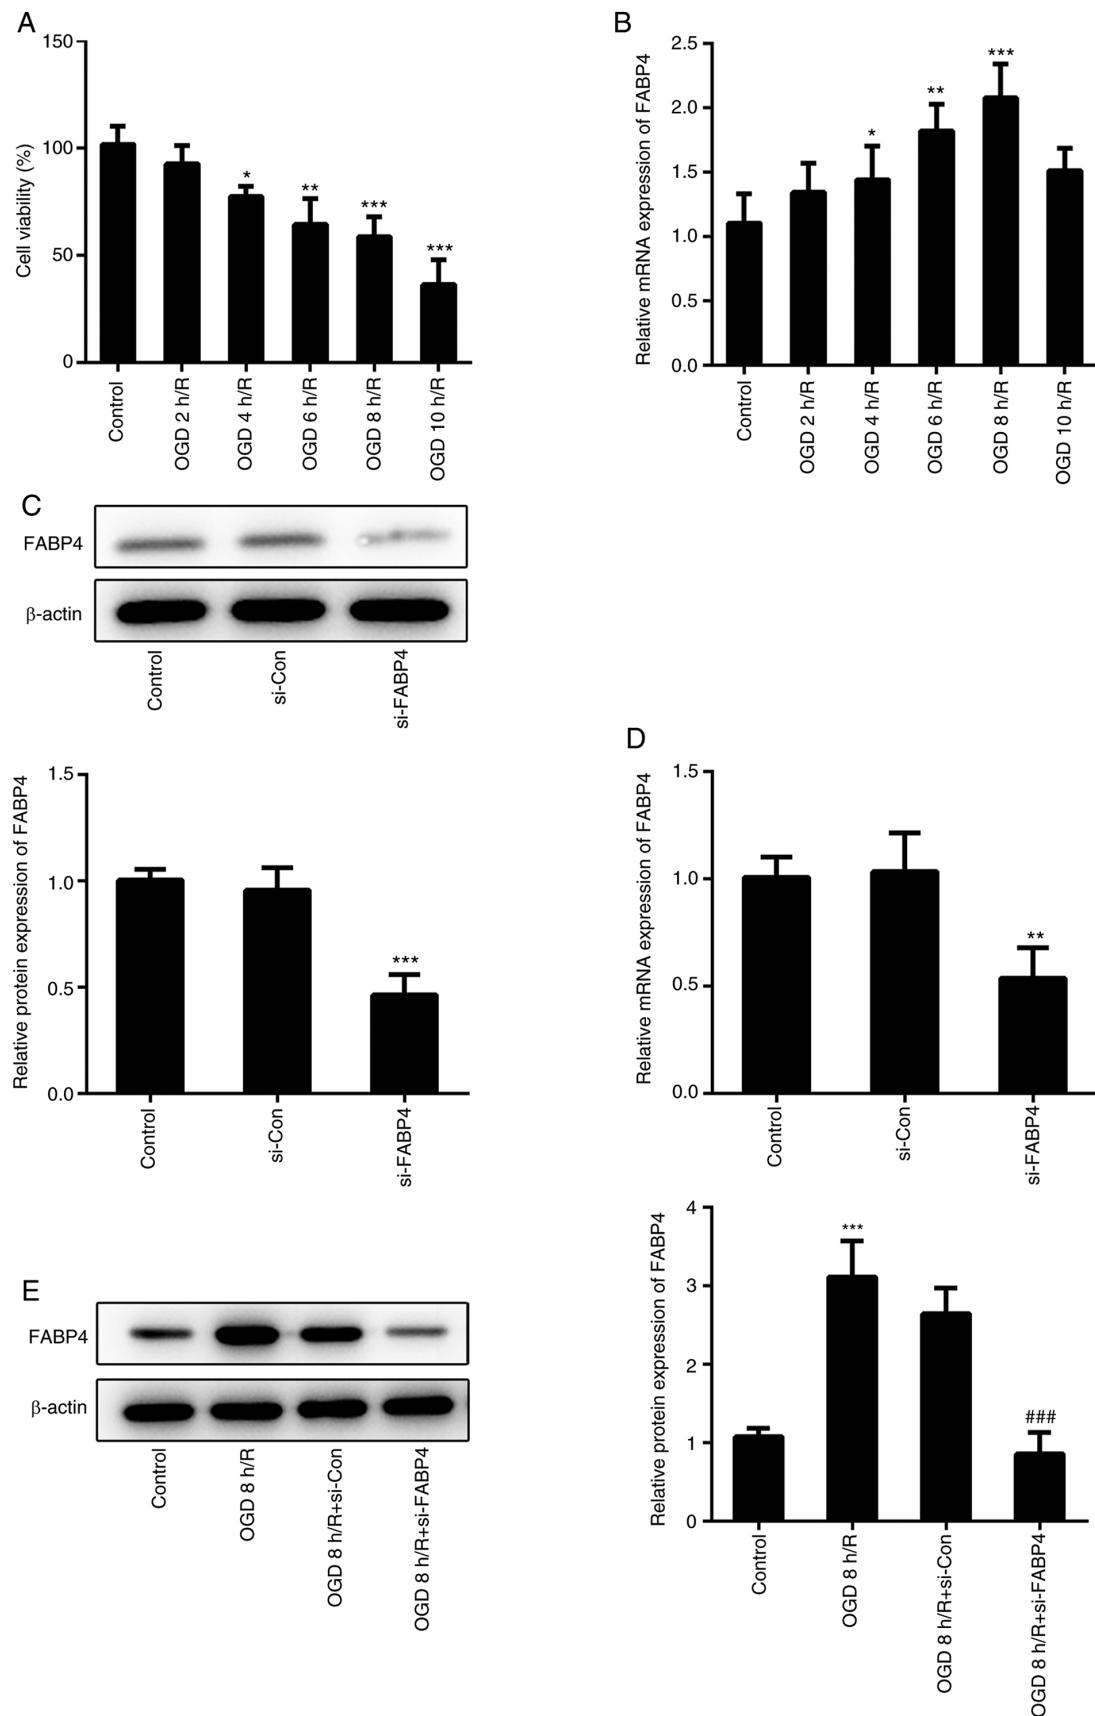 A
150
100
50
0
Cell viability (%)
*
**
***
***
Control
OGD 2 h/R
OGD 4 h/R
OGD 6 h/R
OGD 8 h/R
OGD 10 h/R
B
2.5
2.0
1.5
1.0
0.5
0.0
Relative mRNA expression of FABP4
*
**
***
Control
OGD 2 h/R
OGD 4 h/R
OGD 6 h/R
OGD 8 h/R
OGD 10 h/R
C
FABP4
β-actin
Control
si-Con
si-FABP4
1.5
1.0
0.5
0.0
Relative protein expression of FABP4
***
Control
si-Con
si-FABP4
D
1.5
1.0
0.5
0.0
Relative mRNA expression of FABP4
**
Control
si-Con
si-FABP4
E
FABP4
β-actin
Control
OGD 8 h/R
OGD 8 h/R+si-Con
OGD 8 h/R+si-FABP4
4
3
2
1
0
Relative protein expression of FABP4
***
###
Control
OGD 8 h/R
OGD 8 h/R+si-Con
OGD 8 h/R+si-FABP4